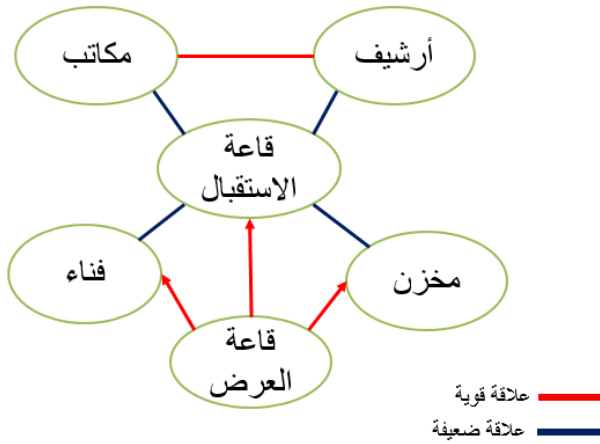 أرشيف
مكاتب
قاعة
الاستقبال
مخزن
فناء
قاعة
العرض
علاقة قوية
علاقة ضعيفة